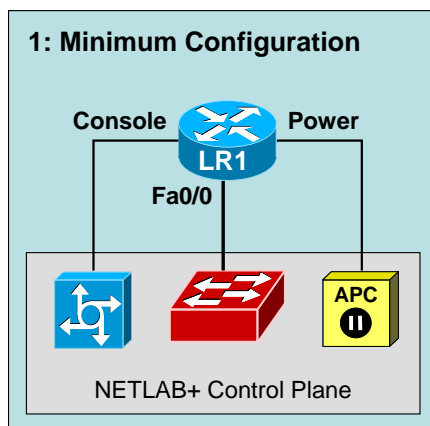 1: Minimum Configuration
Console
Power
LR1
Fa0/0
APC
NETLAB+ Control Plane